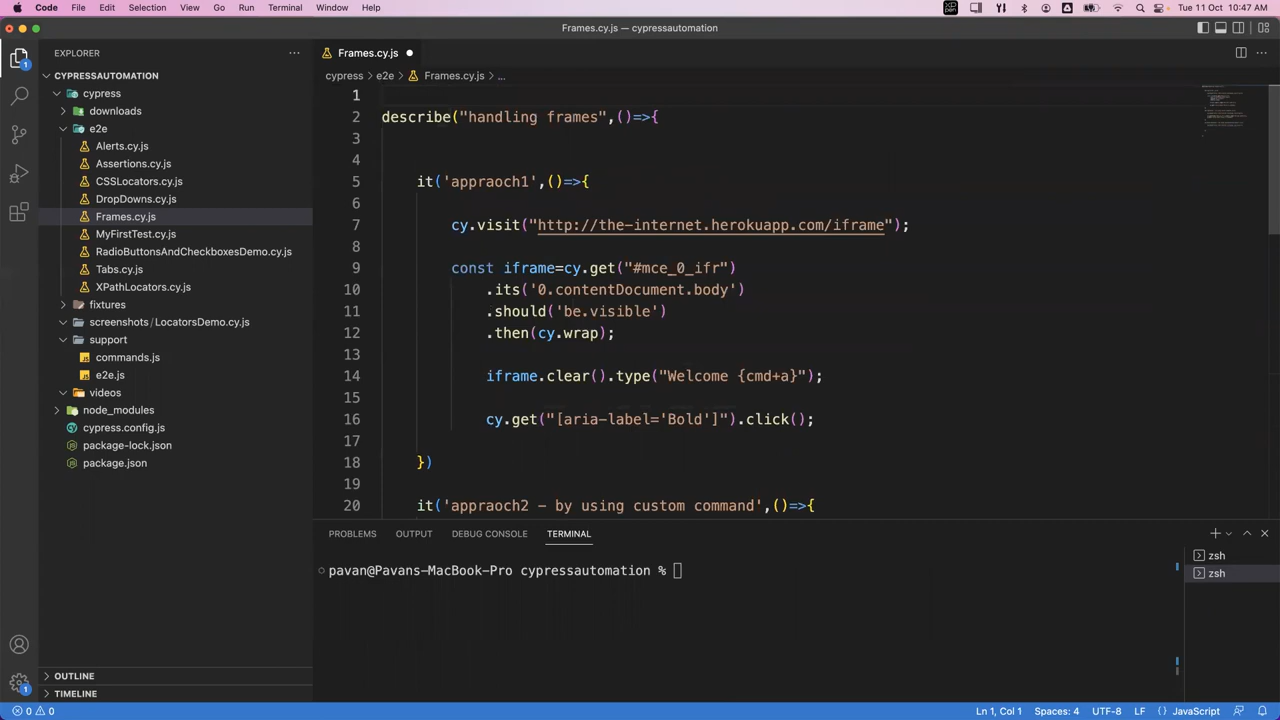 Code File Edit Selection View Go Run Terminal Window Help
Tue 11 Oct 10:47 AM
Frames.cy.js — cypressautomation
EXPLORER
Frames.cy.js
CYPRESSAUTOMATION
cypress
downloads
e2e
Alerts.cy.js
Assertions.cy.js
CSSLocators.cy.js
DropDowns.cy.js
Frames.cy.js
MyFirstTest.cy.js
RadioButtonsAndCheckboxesDemo.cy.js
Tabs.cy.js
XPathLocators.cy.js
fixtures
screenshots / LocatorsDemo.cy.js
support
commands.js
e2e.js
videos
node_modules
cypress.config.js
package-lock.json
package.json
OUTLINE
TIMELINE
cypress > e2e > Frames.cy.js > ...
1
2 describe("handling frames",()=>{
3
4
5 it('appraoch1',()=>{
6
7 cy.visit("http://the-internet.herokuapp.com/iframe");
8
9 const iframe=cy.get("#mce_0_ifr")
10 .its('0.contentDocument.body')
11 .should('be.visible')
12 .then(cy.wrap);
13
14 iframe.clear().type("Welcome {cmd+a}");
15
16 cy.get("[aria-label='Bold']").click();
17
18 })
19
20 it('appraoch2 - by using custom command',()=>{
PROBLEMS OUTPUT DEBUG CONSOLE TERMINAL
pavan@Pavans-MacBook-Pro cypressautomation %
zsh
zsh
0 0
Ln 1, Col 1 Spaces: 4 UTF-8 LF {} JavaScript